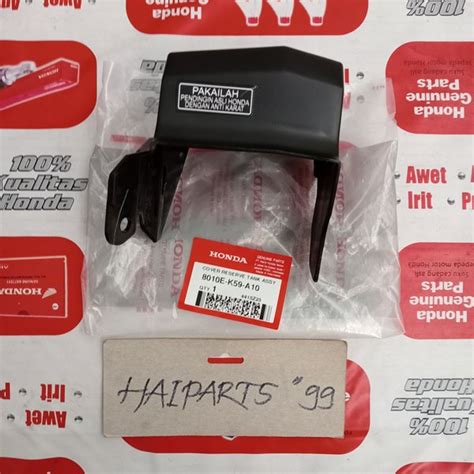 PAKAILAH
PENDINGIN ASLI HONDA
DENGAN ANTI KARAT
HONDA
GENUINE PARTS
COVER RESERVE TANK ASSY
8010E-K59-A10
QTY 1
HAIPARTS "99
Honda
Genuine
Parts
100%
Kualitas
Honda
Awet
Irit